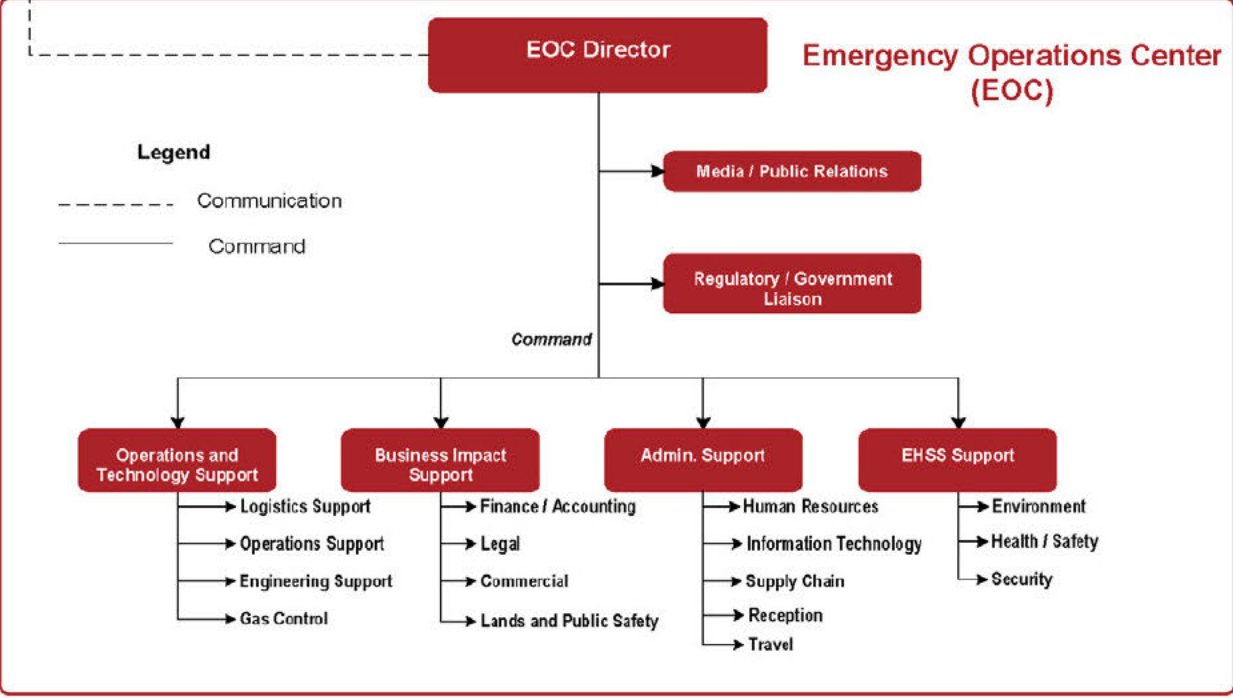 EOC Director
Emergency Operations Center
(EOC)
Legend
Communication
Command
Media / Public Relations
Regulatory / Government
Liaison
Command
Operations and
Technology Support
Logistics Support
Operations Support
Engineering Support
Gas Control
Business Impact
Support
Finance / Accounting
Legal
Commercial
Lands and Public Safety
Admin. Support
Human Resources
Information Technology
Supply Chain
Reception
Travel
EHSS Support
Environment
Health / Safety
Security